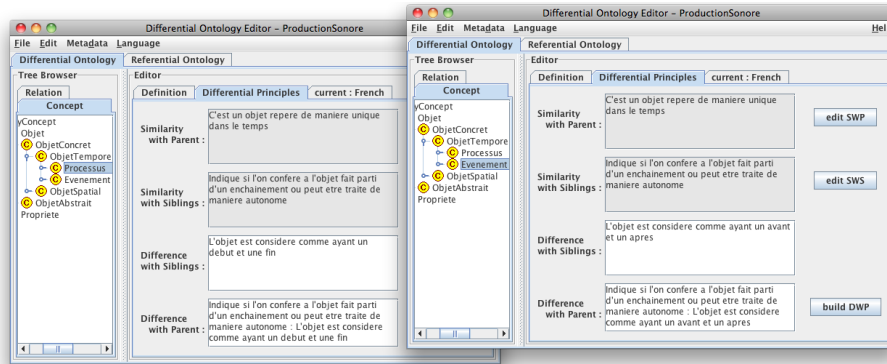 Differential Ontology Editor – ProductionSonore
File Edit Metadata Language
Differential Ontology Referential Ontology
Tree Browser
Relation
Concept
yConcept
Objet
C ObjetConcret
C ObjetTempore
C Processus
C Evenement
C ObjetSpatial
C ObjetAbstrait
Propriete
Editor
Definition Differential Principles current : French
Similarity
with Parent :
C'est un objet repere de maniere unique
dans le temps
Similarity
with Siblings :
Indique si l'on confere a l'objet fait parti
d'un enchainement ou peut etre traite de
maniere autonome
Difference
with Siblings :
L'objet est considere comme ayant un
debut et une fin
Difference
with Parent :
Indique si l'on confere a l'objet fait parti
d'un enchainement ou peut etre traite de
maniere autonome : L'objet est considere
comme ayant un debut et une fin
Differential Ontology Editor – ProductionSonore
File Edit Metadata Language Hel
Differential Ontology Referential Ontology
Tree Browser
Relation
Concept
yConcept
Objet
C ObjetConcret
C ObjetTempore
C Processus
C Evenement
C ObjetSpatial
C ObjetAbstrait
Propriete
Editor
Definition Differential Principles current : French
Similarity
with Parent :
C'est un objet repere de maniere unique
dans le temps
edit SWP
Similarity
with Siblings :
Indique si l'on confere a l'objet fait parti
d'un enchainement ou peut etre traite de
maniere autonome
edit SWS
Difference
with Siblings :
L'objet est considere comme ayant un avant
et un apres
Difference
with Parent :
Indique si l'on confere a l'objet fait parti
d'un enchainement ou peut etre traite de
maniere autonome : L'objet est considere
comme ayant un avant et un apres
build DWP